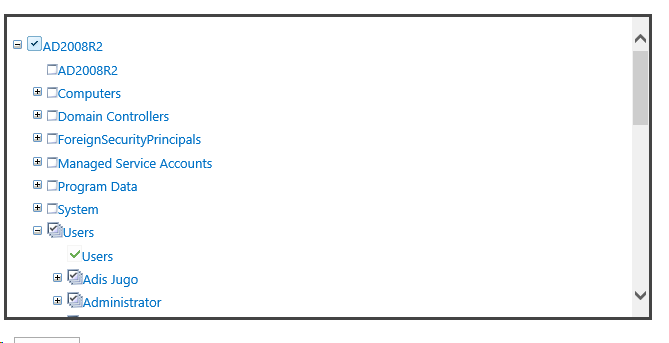 AD2008R2
AD2008R2
Computers
Domain Controllers
ForeignSecurityPrincipals
Managed Service Accounts
Program Data
System
Users
Users
Adis Jugo
Administrator